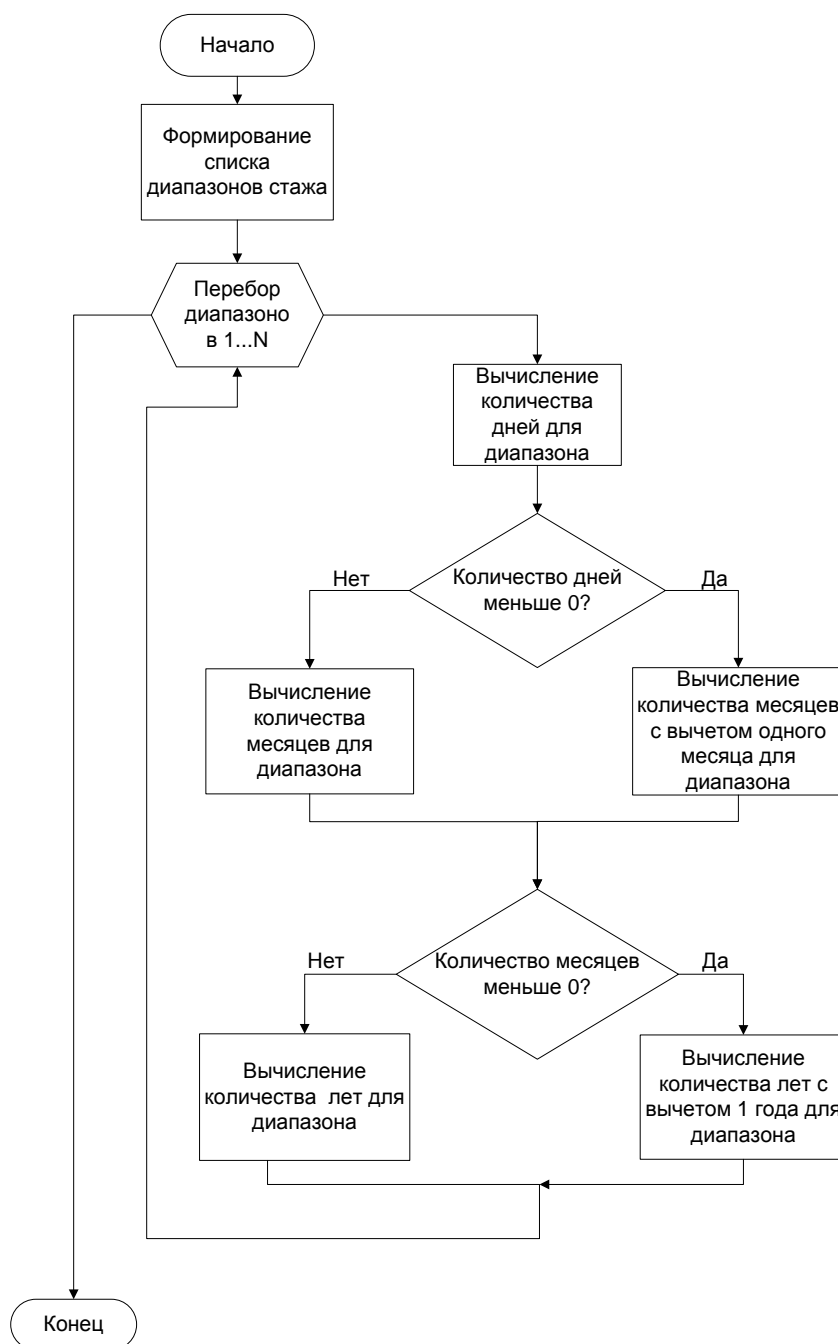 Начало
Формирование
списка
диапазонов стажа
Перебор
диапазоно
в 1...N
Вычисление
количества
дней для
диапазона
Количество дней
меньше 0?
Нет
Да
Вычисление
количества
месяцев для
диапазона
Вычисление
количества месяцев
с вычетом одного
месяца для
диапазона
Количество месяцев
меньше 0?
Нет
Да
Вычисление
количества лет для
диапазона
Вычисление
количества лет с
вычетом 1 года для
диапазона
Конец